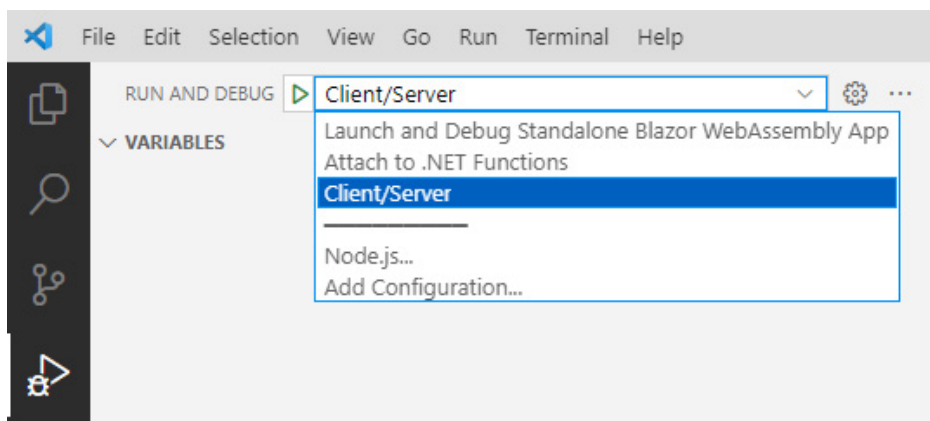 File Edit Selection View Go Run Terminal Help
RUN AND DEBUG Client/Server
VARIABLES
Launch and Debug Standalone Blazor WebAssembly App
Attach to .NET Functions
Client/Server
Node.js...
Add Configuration...